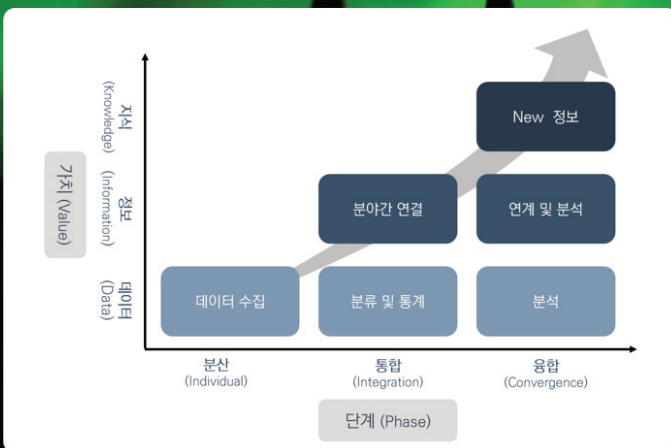 지식
(Knowledge)
New 정보
가치 (Value)
정보
(Information)
분야간 연결
연계 및 분석
데이터
(Data)
데이터 수집
분류 및 통계
분석
분산
(Individual)
통합
(Integration)
융합
(Convergence)
단계 (Phase)